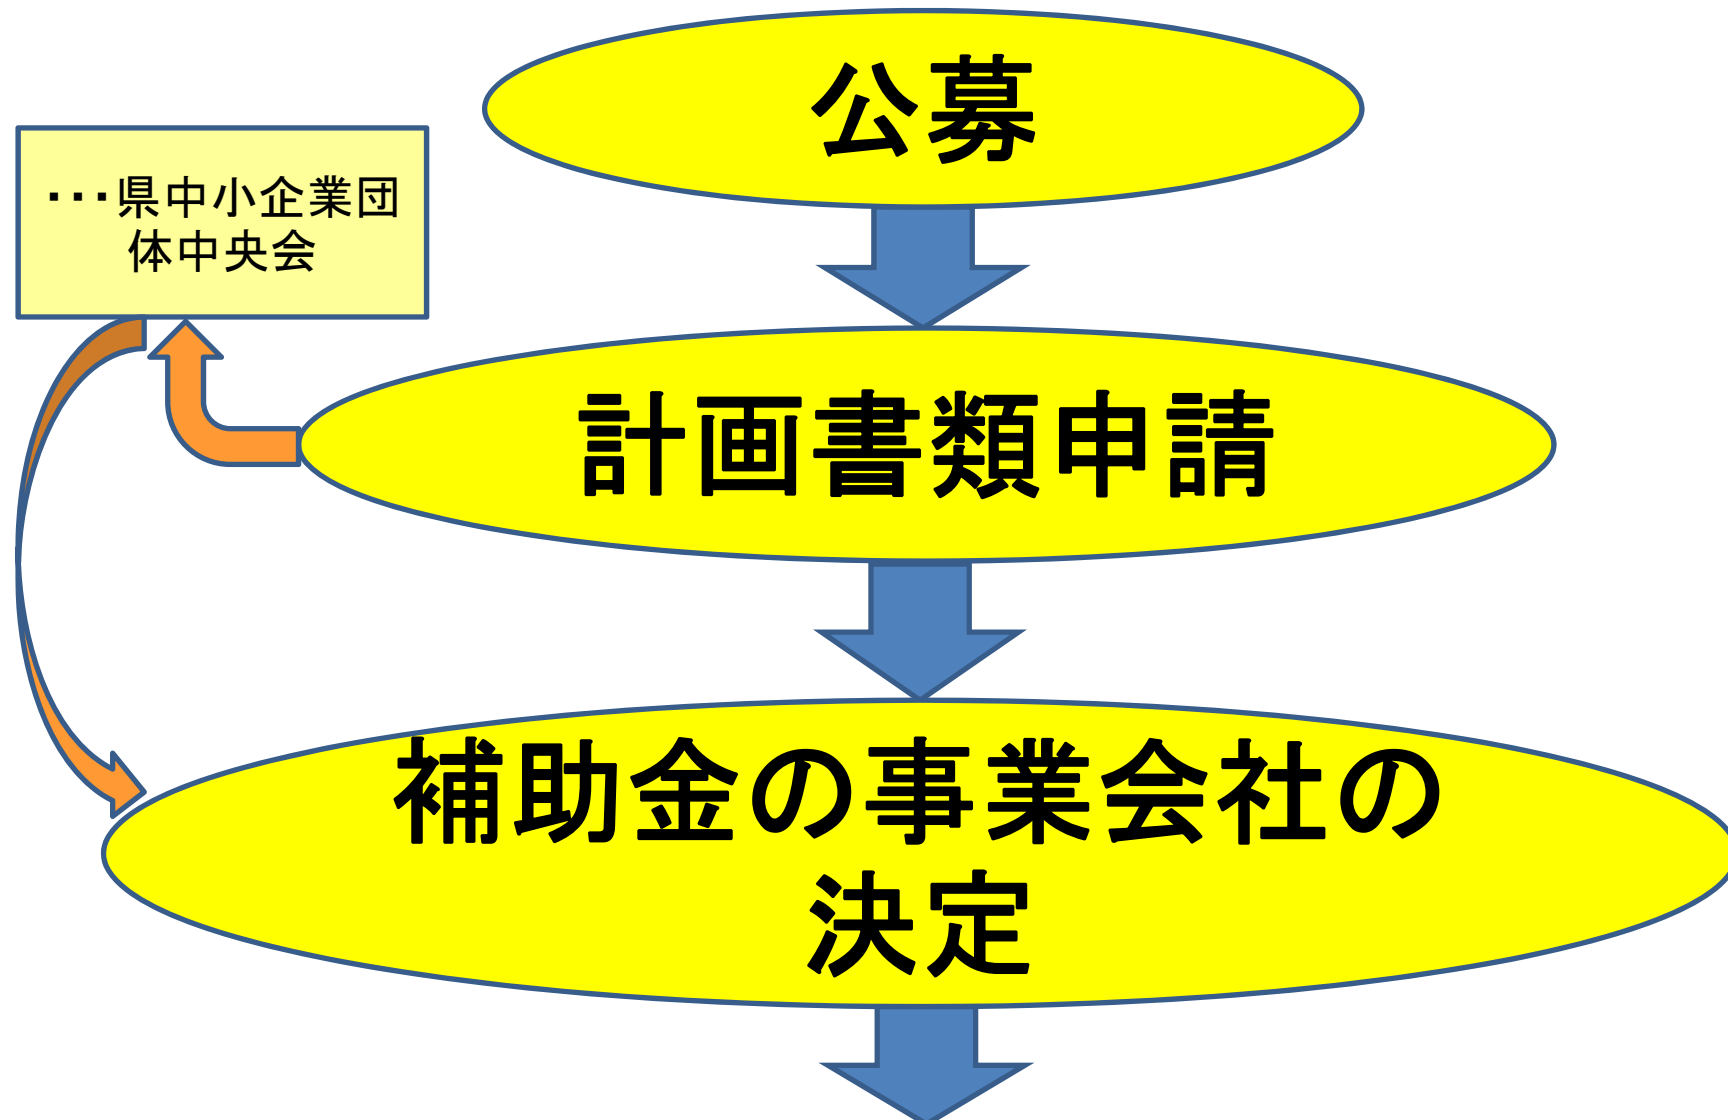 公募
･･･県中小企業団
体中央会
計画書類申請
補助金の事業会社の
決定